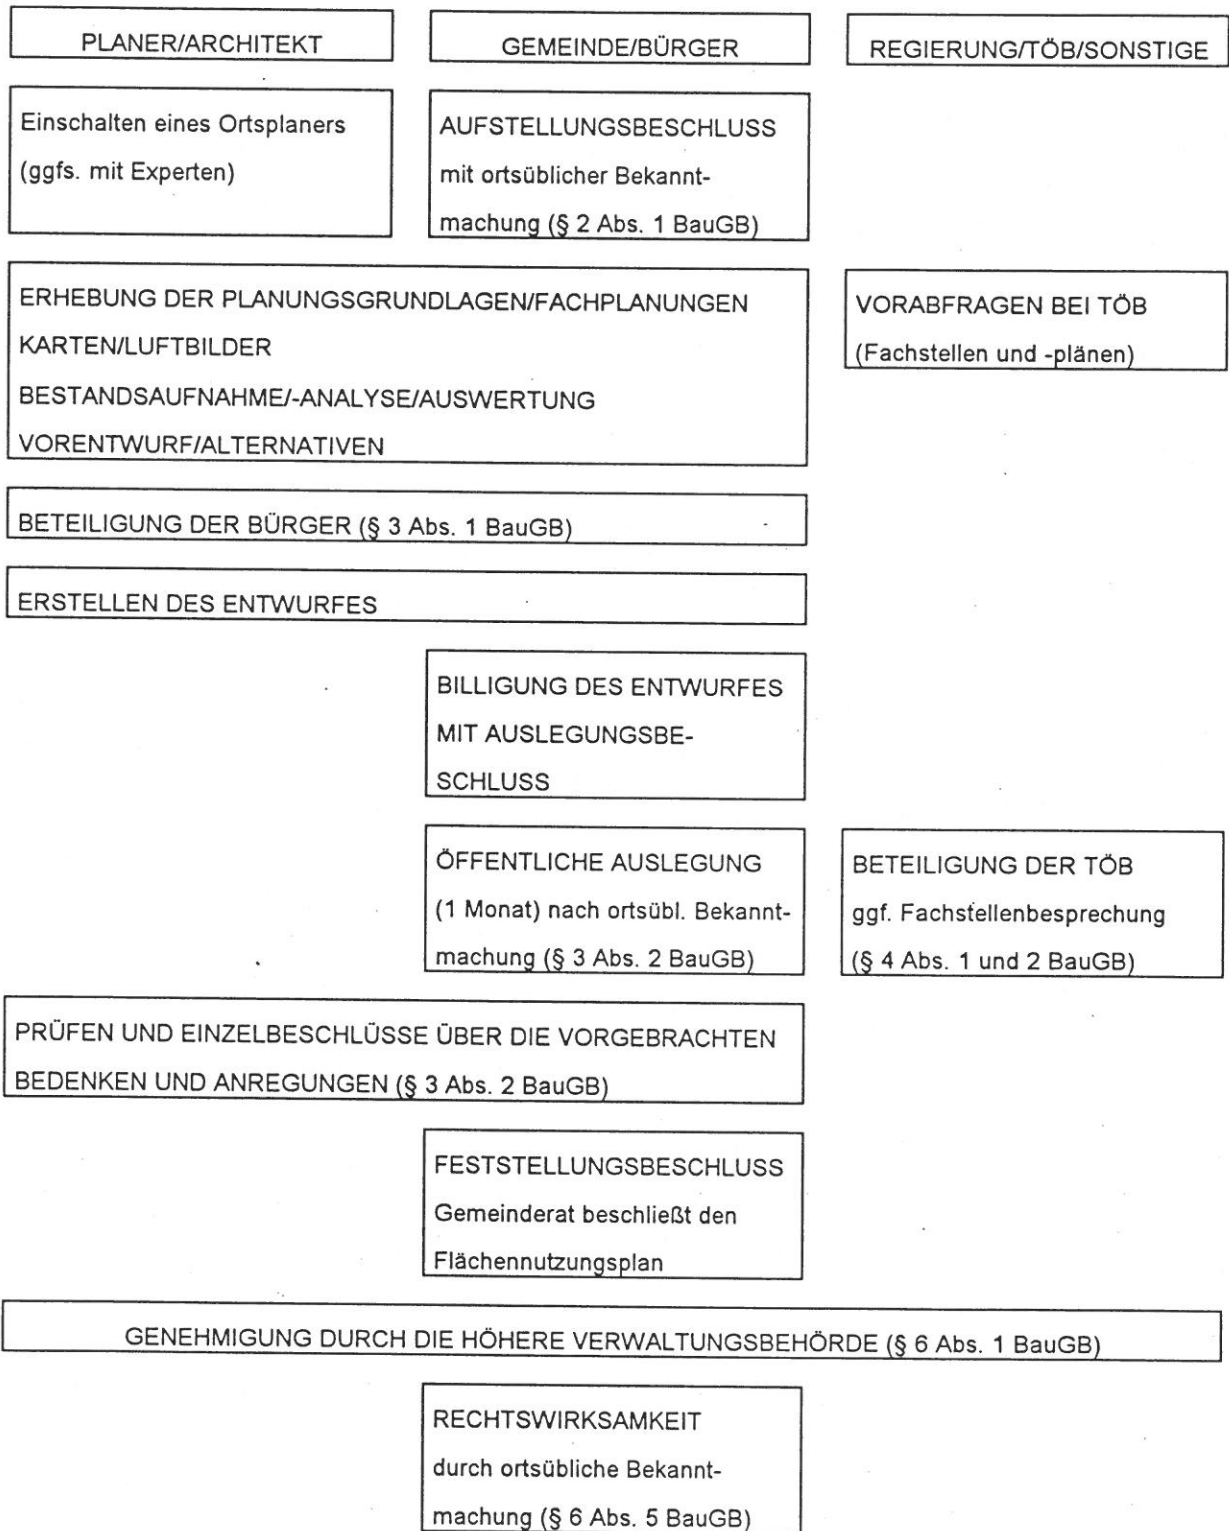 PLANER/ARCHITEKT
GEMEINDE/BÜRGER
REGIERUNG/TÖB/SONSTIGE
Einschalten eines Ortsplaners
(ggfs. mit Experten)
AUFSTELLUNGSBESCHLUSS
mit ortsüblicher Bekannt-
machung (§ 2 Abs. 1 BauGB)
ERHEBUNG DER PLANUNGSGRUNDLAGEN/FACHPLANUNGEN
KARTEN/LUFTBILDER
BESTANDSAUFNAHME/-ANALYSE/AUSWERTUNG
VORENTWURF/ALTERNATIVEN
VORABFRAGEN BEI TÖB
(Fachstellen und -plänen)
BETEILIGUNG DER BÜRGER (§ 3 Abs. 1 BauGB)
ERSTELLEN DES ENTWURFES
BILLIGUNG DES ENTWURFES
MIT AUSLEGUNGSBE-
SCHLUSS
ÖFFENTLICHE AUSLEGUNG
(1 Monat) nach ortsübl. Bekannt-
machung (§ 3 Abs. 2 BauGB)
BETEILIGUNG DER TÖB
ggf. Fachstellenbesprechung
(§ 4 Abs. 1 und 2 BauGB)
PRÜFEN UND EINZELBESCHLÜSSE ÜBER DIE VORGEBRACHTEN
BEDENKEN UND ANREGUNGEN (§ 3 Abs. 2 BauGB)
FESTSTELLUNGSBESCHLUSS
Gemeinderat beschließt den
Flächennutzungsplan
GENEHMIGUNG DURCH DIE HÖHERE VERWALTUNGSBEHÖRDE (§ 6 Abs. 1 BauGB)
RECHTSWIRKSAMKEIT
durch ortsübliche Bekannt-
machung (§ 6 Abs. 5 BauGB)